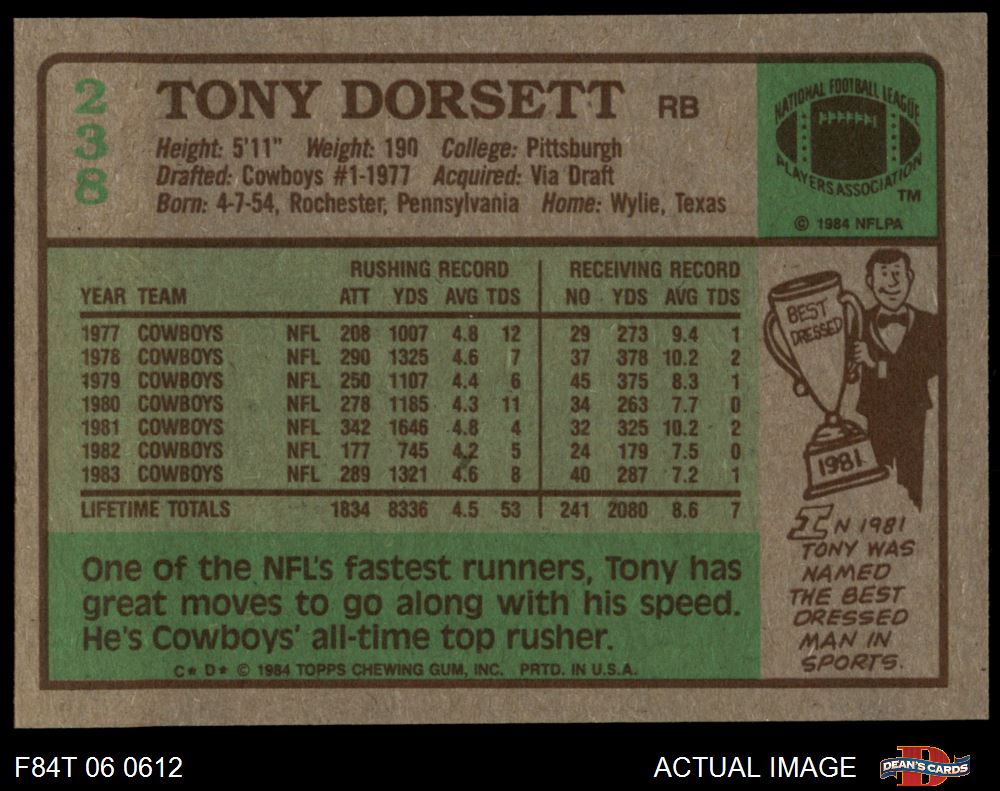 238
TONY DORSETT RB
Height: 5'11" Weight: 190 College: Pittsburgh
Drafted: Cowboys #1-1977 Acquired: Via Draft
Born: 4-7-54, Rochester, Pennsylvania Home: Wylie, Texas
NATIONAL FOOTBALL LEAGUE
PLAYERS ASSOCIATION
TM
© 1984 NFLPA
RUSHING RECORD RECEIVING RECORD
YEAR TEAM ATT YDS AVG TDS NO YDS AVG TDS
1977 COWBOYS NFL 208 1007 4.8 12 29 273 9.4 1
1978 COWBOYS NFL 290 1325 4.6 7 37 378 10.2 2
1979 COWBOYS NFL 250 1107 4.4 6 45 375 8.3 1
1980 COWBOYS NFL 278 1185 4.3 11 34 263 7.7 0
1981 COWBOYS NFL 342 1646 4.8 4 32 325 10.2 2
1982 COWBOYS NFL 177 745 4.2 5 24 179 7.5 0
1983 COWBOYS NFL 289 1321 4.6 8 40 287 7.2 1
LIFETIME TOTALS 1834 8336 4.5 53 241 2080 8.6 7
BEST
DRESSED
1981
IN 1981
TONY WAS
NAMED
THE BEST
DRESSED
MAN IN
SPORTS.
One of the NFL's fastest runners, Tony has
great moves to go along with his speed.
He's Cowboys' all-time top rusher.
C★ D★ © 1984 TOPPS CHEWING GUM, INC. PRTD. IN U.S.A.
F84T 06 0612
ACTUAL IMAGE
D
DEAN'S CARDS